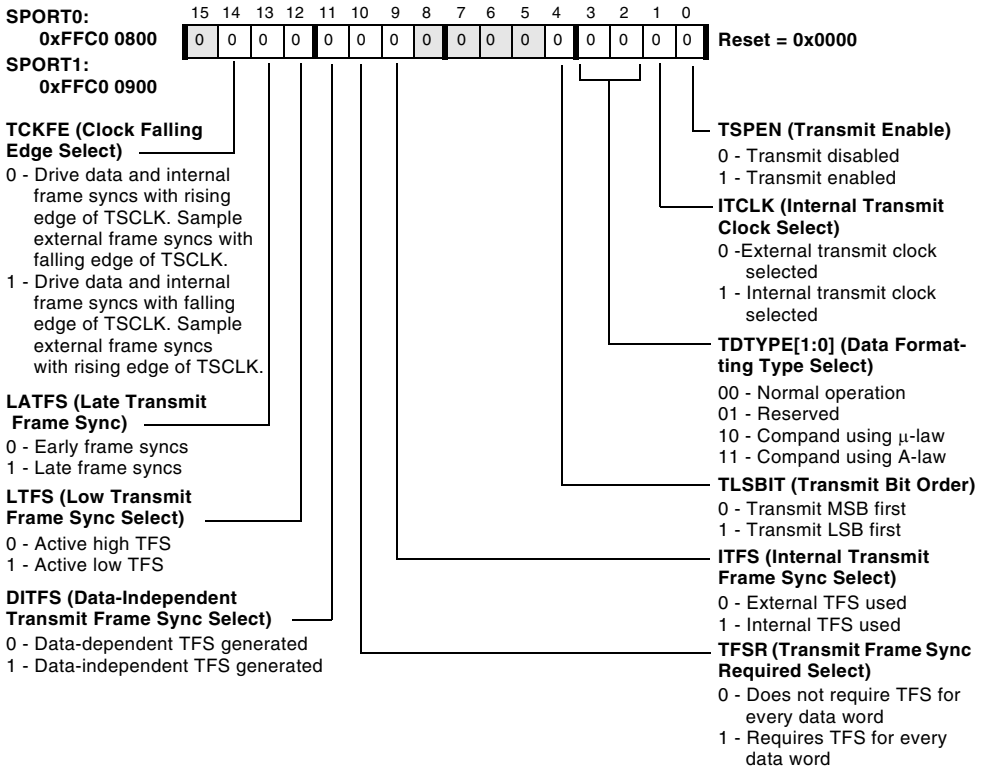 SPORT0:
0xFFC0 0800
SPORT1:
0xFFC0 0900
15 14 13 12 11 10 9 8 7 6 5 4 3 2 1 0
0 0 0 0 0 0 0 0 0 0 0 0 0 0 0 0
Reset = 0x0000
TCKFE (Clock Falling
Edge Select)
0 - Drive data and internal
frame syncs with rising
edge of TSCLK. Sample
external frame syncs with
falling edge of TSCLK.
1 - Drive data and internal
frame syncs with falling
edge of TSCLK. Sample
external frame syncs
with rising edge of TSCLK.
LATFS (Late Transmit
Frame Sync)
0 - Early frame syncs
1 - Late frame syncs
LTFS (Low Transmit
Frame Sync Select)
0 - Active high TFS
1 - Active low TFS
DITFS (Data-Independent
Transmit Frame Sync Select)
0 - Data-dependent TFS generated
1 - Data-independent TFS generated
TSPEN (Transmit Enable)
0 - Transmit disabled
1 - Transmit enabled
ITCLK (Internal Transmit
Clock Select)
0 -External transmit clock
selected
1 - Internal transmit clock
selected
TDTYPE[1:0] (Data Format-
ting Type Select)
00 - Normal operation
01 - Reserved
10 - Compand using μ-law
11 - Compand using A-law
TLSBIT (Transmit Bit Order)
0 - Transmit MSB first
1 - Transmit LSB first
ITFS (Internal Transmit
Frame Sync Select)
0 - External TFS used
1 - Internal TFS used
TFSR (Transmit Frame Sync
Required Select)
0 - Does not require TFS for
every data word
1 - Requires TFS for every
data word